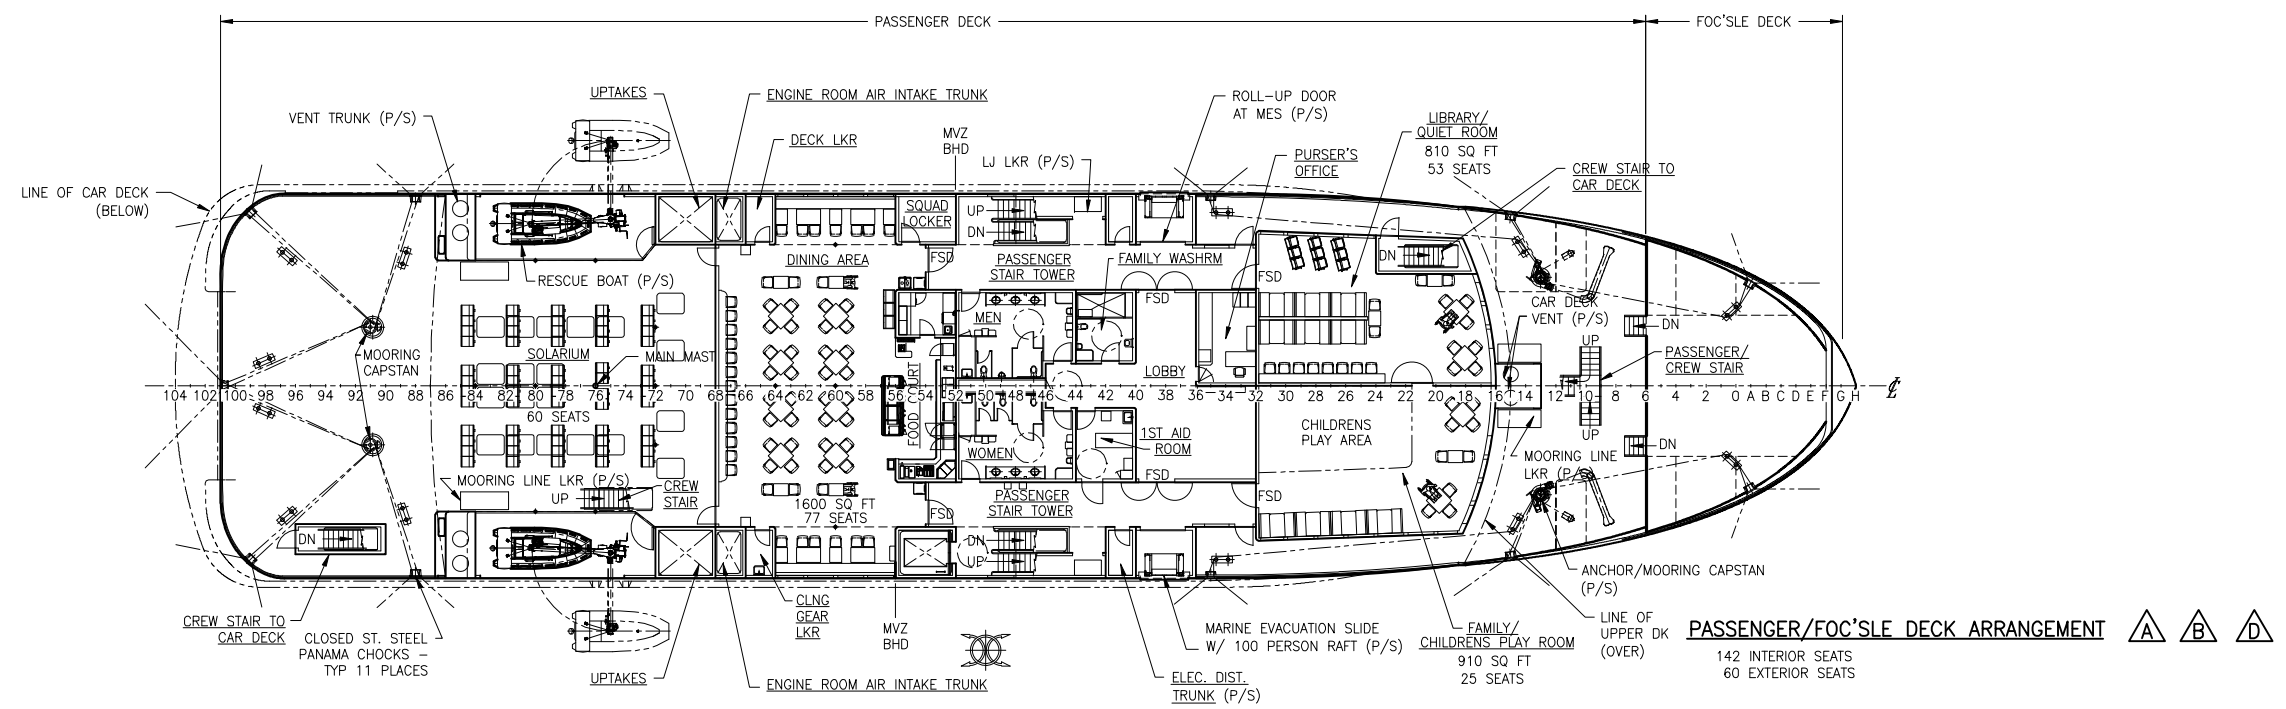 PASSENGER DECK
FOC'SLE DECK
UPTAKES
ENGINE ROOM AIR INTAKE TRUNK
VENT TRUNK (P/S)
DECK LKR
MVZ
BHD
LJ LKR (P/S)
ROLL-UP DOOR
AT MES (P/S)
PURSER'S
OFFICE
LIBRARY/
QUIET ROOM
810 SQ FT
53 SEATS
CREW STAIR TO
CAR DECK
LINE OF CAR DECK
(BELOW)
SQUAD
LOCKER
UP
DN
RESCUE BOAT (P/S)
DINING AREA
FSD
PASSENGER
STAIR TOWER
FAMILY WASHRM
FSD
FSD
DN
CAR DECK
VENT (P/S)
MEN
DN
UP
MOORING
CAPSTAN
SOLARIUM
MAIN MAST
LOBBY
PASSENGER/
CREW STAIR
104 102 100 98 96 94 92 90 88 86 84 82 80 78 76 74 72 70 68 66 64 62 60 58 56 54 52 50 48 46 44 42 40 38 36 34 32 30 28 26 24 22 20 18 16 14 12 10 8 6 4 2 0 A B C D E F G H
60 SEATS
FOOD COURT
CHILDRENS
PLAY AREA
1ST AID
ROOM
UP
DN
WOMEN
MOORING LINE
LKR (P/S)
MOORING LINE LKR (P/S)
UP
CREW
STAIR
1600 SQ FT
77 SEATS
FSD
PASSENGER
STAIR TOWER
FSD
FSD
DN
DN
UP
ANCHOR/MOORING CAPSTAN
(P/S)
CREW STAIR TO
CAR DECK
CLOSED ST. STEEL
PANAMA CHOCKS –
TYP 11 PLACES
UPTAKES
ENGINE ROOM AIR INTAKE TRUNK
CLNG
GEAR
LKR
MVZ
BHD
ELEC. DIST.
TRUNK (P/S)
MARINE EVACUATION SLIDE
W/ 100 PERSON RAFT (P/S)
FAMILY/
CHILDRENS PLAY ROOM
910 SQ FT
25 SEATS
LINE OF
UPPER DK
(OVER)
PASSENGER/FOC'SLE DECK ARRANGEMENT
A B D
142 INTERIOR SEATS
60 EXTERIOR SEATS